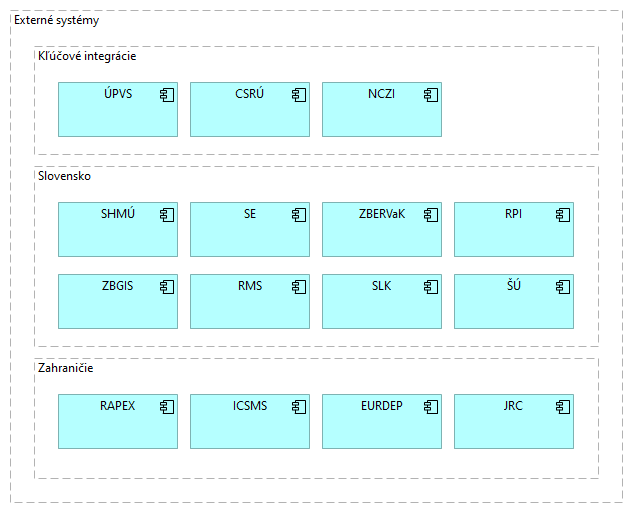 Externé systémy
Kľúčové integrácie
ÚPVS
CSRÚ
NCZI
Slovensko
SHMÚ
SE
ZBERVaK
RPI
ZBGIS
RMS
SLK
ŠÚ
Zahraničie
RAPEX
ICSMS
EURDEP
JRC